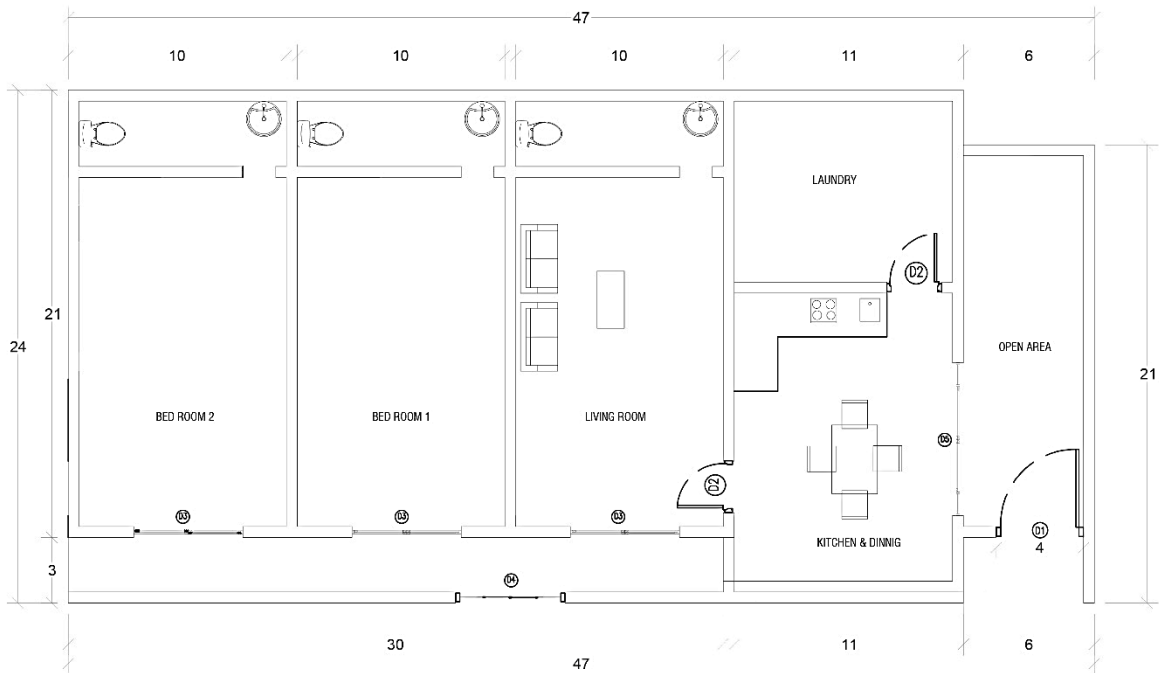 47
10
10
10
11
6
LAUNDRY
D2
21
24
OPEN AREA
21
BED ROOM 2
BED ROOM 1
LIVING ROOM
D5
D2
D3
D3
D3
D1
KITCHEN & DINNIG
4
3
D4
30
11
6
47